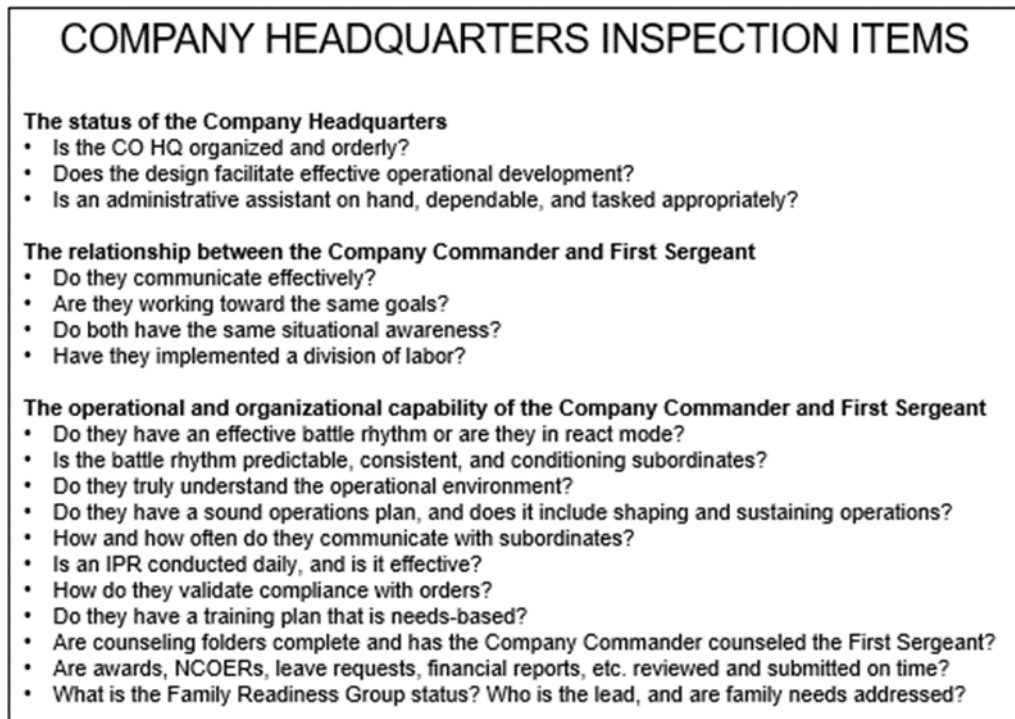 COMPANY HEADQUARTERS INSPECTION ITEMS
The status of the Company Headquarters
• Is the CO HQ organized and orderly?
• Does the design facilitate effective operational development?
• Is an administrative assistant on hand, dependable, and tasked appropriately?
The relationship between the Company Commander and First Sergeant
• Do they communicate effectively?
• Are they working toward the same goals?
• Do both have the same situational awareness?
• Have they implemented a division of labor?
The operational and organizational capability of the Company Commander and First Sergeant
• Do they have an effective battle rhythm or are they in react mode?
• Is the battle rhythm predictable, consistent, and conditioning subordinates?
• Do they truly understand the operational environment?
• Do they have a sound operations plan, and does it include shaping and sustaining operations?
• How and how often do they communicate with subordinates?
• Is an IPR conducted daily, and is it effective?
• How do they validate compliance with orders?
• Do they have a training plan that is needs-based?
• Are counseling folders complete and has the Company Commander counseled the First Sergeant?
• Are awards, NCOERs, leave requests, financial reports, etc. reviewed and submitted on time?
• What is the Family Readiness Group status? Who is the lead, and are family needs addressed?